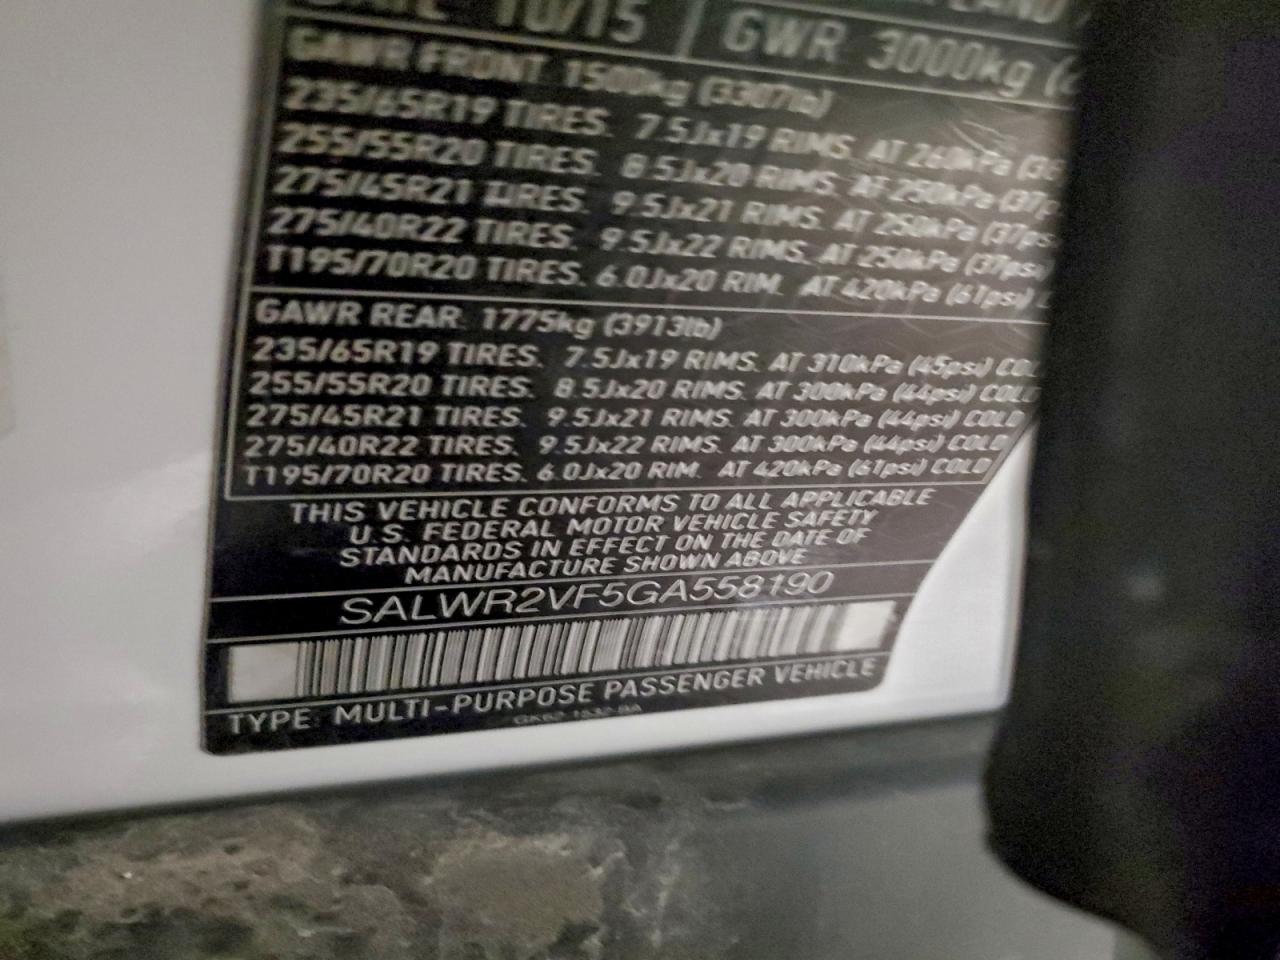 DATE 10/15 GWR 3000kg
GAWR FRONT 1500kg (3307lb)
235/65R19 TIRES. 7.5Jx19 RIMS. AT 260kPa
255/55R20 TIRES. 8.5Jx20 RIMS. AT 250kPa (37p
275/45R21 TIRES. 9.5Jx21 RIMS. AT 250kPa (37ps
275/40R22 TIRES. 9.5Jx22 RIMS. AT 250kPa (37psi)
T195/70R20 TIRES. 6.0Jx20 RIM. AT 420kPa (61psi)
GAWR REAR 1775kg (3913lb)
235/65R19 TIRES. 7.5Jx19 RIMS. AT 310kPa (45psi) COL
255/55R20 TIRES. 8.5Jx20 RIMS. AT 300kPa (44psi) COLD
275/45R21 TIRES. 9.5Jx21 RIMS. AT 300kPa (44psi) COLD
275/40R22 TIRES. 9.5Jx22 RIMS. AT 300kPa (44psi) COLD
T195/70R20 TIRES. 6.0Jx20 RIM. AT 420kPa (61psi) COLD
THIS VEHICLE CONFORMS TO ALL APPLICABLE
U.S. FEDERAL MOTOR VEHICLE SAFETY
STANDARDS IN EFFECT ON THE DATE OF
MANUFACTURE SHOWN ABOVE
SALWR2VF5GA558190
TYPE MULTI-PURPOSE PASSENGER VEHICLE